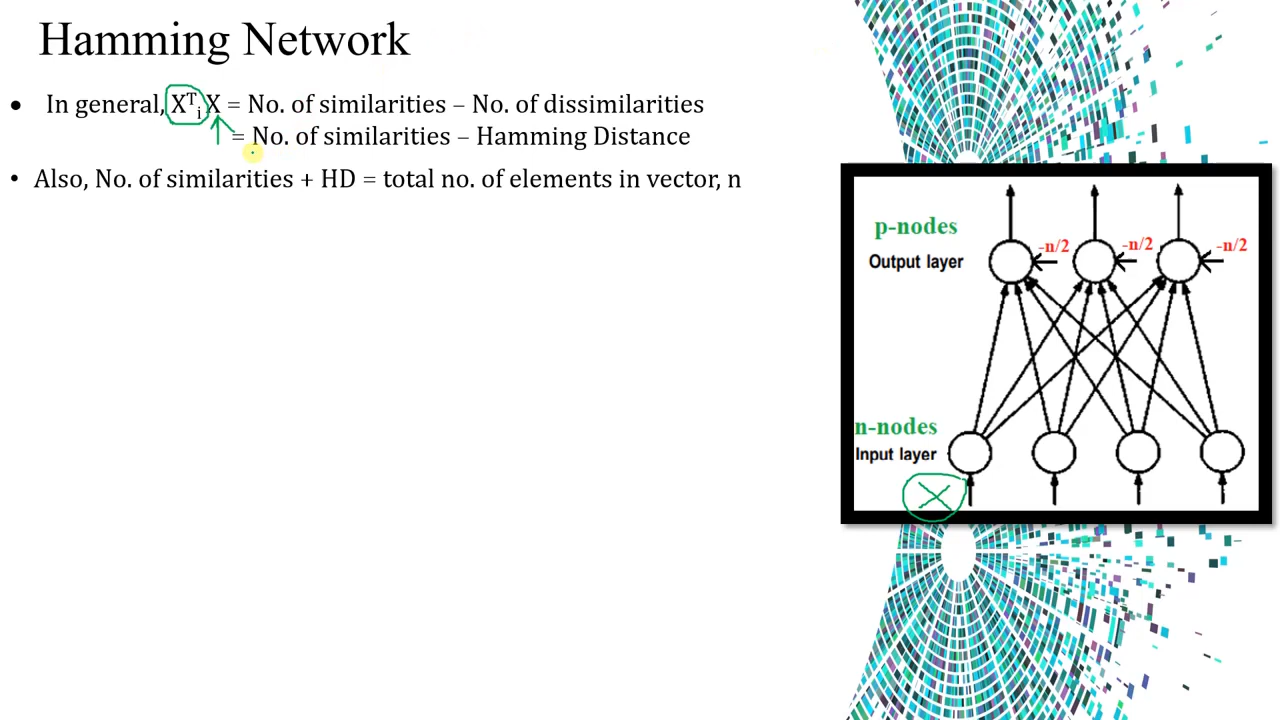 Hamming Network
• In general, Xᵀᵢ X = No. of similarities – No. of dissimilarities
= No. of similarities – Hamming Distance
• Also, No. of similarities + HD = total no. of elements in vector, n
p-nodes
-n/2 -n/2 -n/2
Output layer
n-nodes
Input layer
X